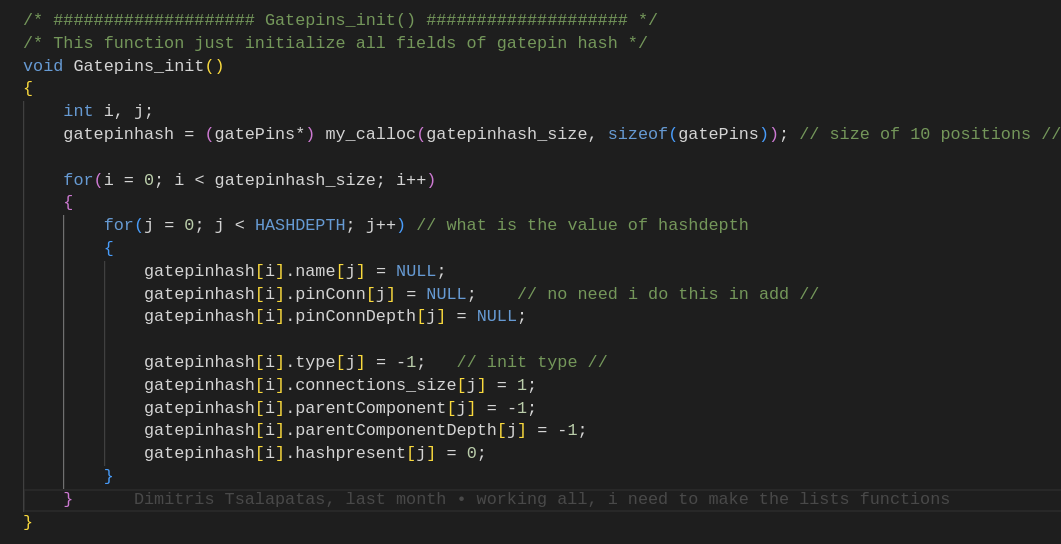 /* #################### Gatepins_init() #################### */
/* This function just initialize all fields of gatepin hash */
void Gatepins_init()
{
    int i, j;
    gatepinhash = (gatePins*) my_calloc(gatepinhash_size, sizeof(gatePins)); // size of 10 positions //
    for(i = 0; i < gatepinhash_size; i++)
    {
        for(j = 0; j < HASHDEPTH; j++) // what is the value of hashdepth
        {
            gatepinhash[i].name[j] = NULL;
            gatepinhash[i].pinConn[j] = NULL;    // no need i do this in add //
            gatepinhash[i].pinConnDepth[j] = NULL;
            gatepinhash[i].type[j] = -1;   // init type //
            gatepinhash[i].connections_size[j] = 1;
            gatepinhash[i].parentComponent[j] = -1;
            gatepinhash[i].parentComponentDepth[j] = -1;
            gatepinhash[i].hashpresent[j] = 0;
        }
    }      Dimitris Tsalapatas, last month • working all, i need to make the lists functions
}